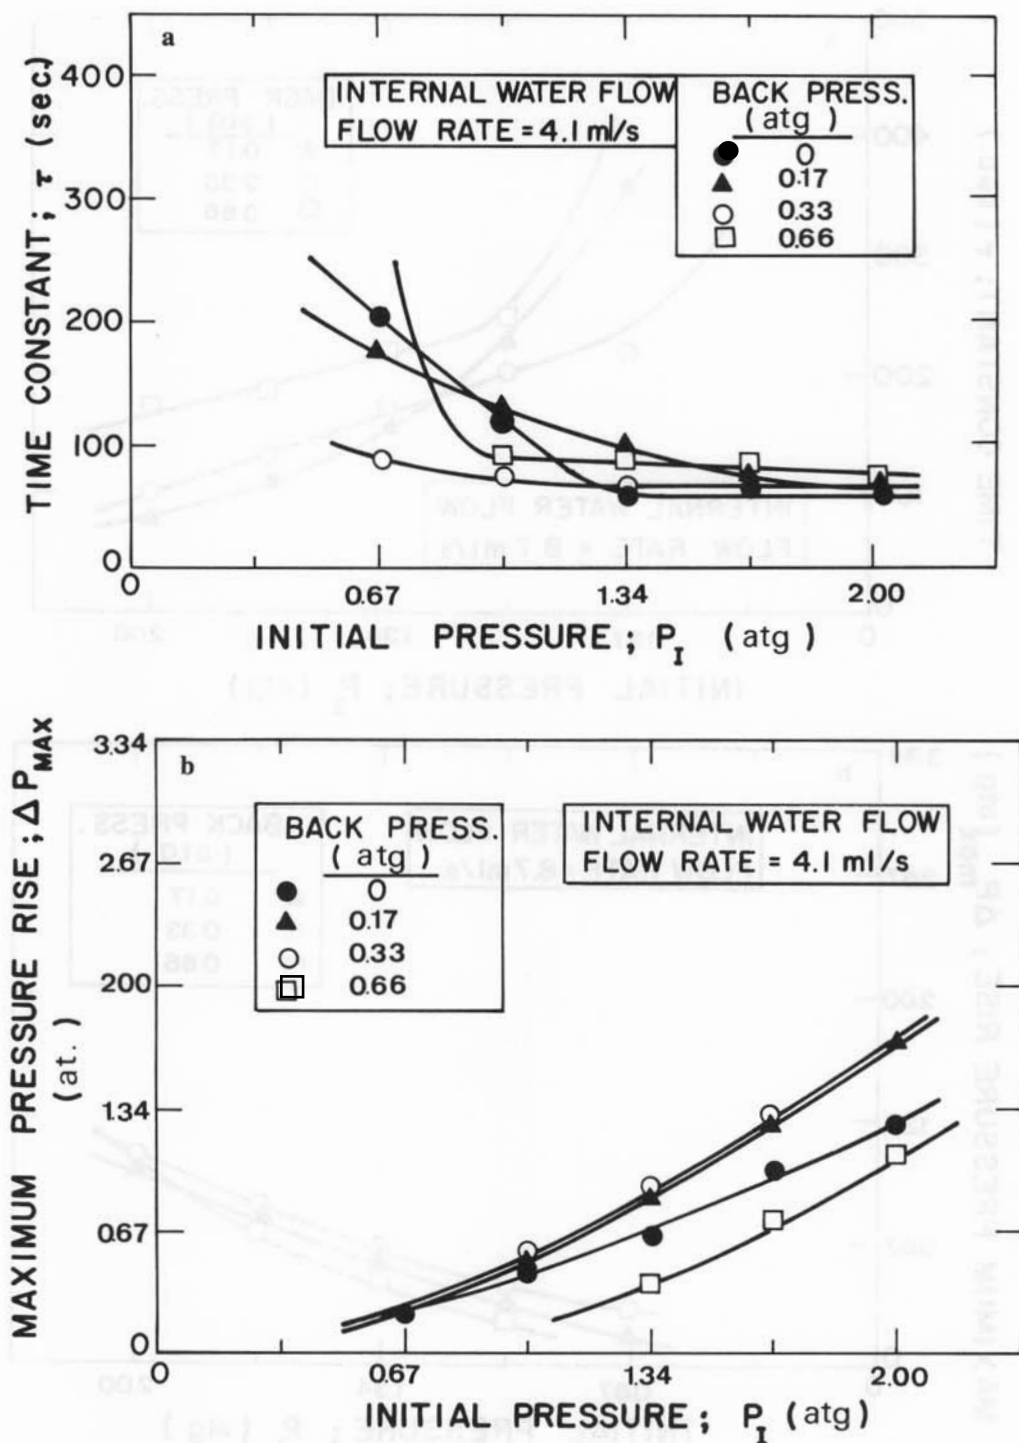 a
TIME CONSTANT; τ (sec.)
400
300
200
100
0
INTERNAL WATER FLOW
FLOW RATE = 4.1 ml/s
BACK PRESS.
(atg)
0
0.17
0.33
0.66
0
0.67
1.34
2.00
INITIAL PRESSURE; P_I (atg)
b
MAXIMUM PRESSURE RISE; ΔP_MAX
(at.)
3.34
2.67
2.00
1.34
0.67
0
BACK PRESS.
(atg)
0
0.17
0.33
0.66
INTERNAL WATER FLOW
FLOW RATE = 4.1 ml/s
0
0.67
1.34
2.00
INITIAL PRESSURE; P_I (atg)